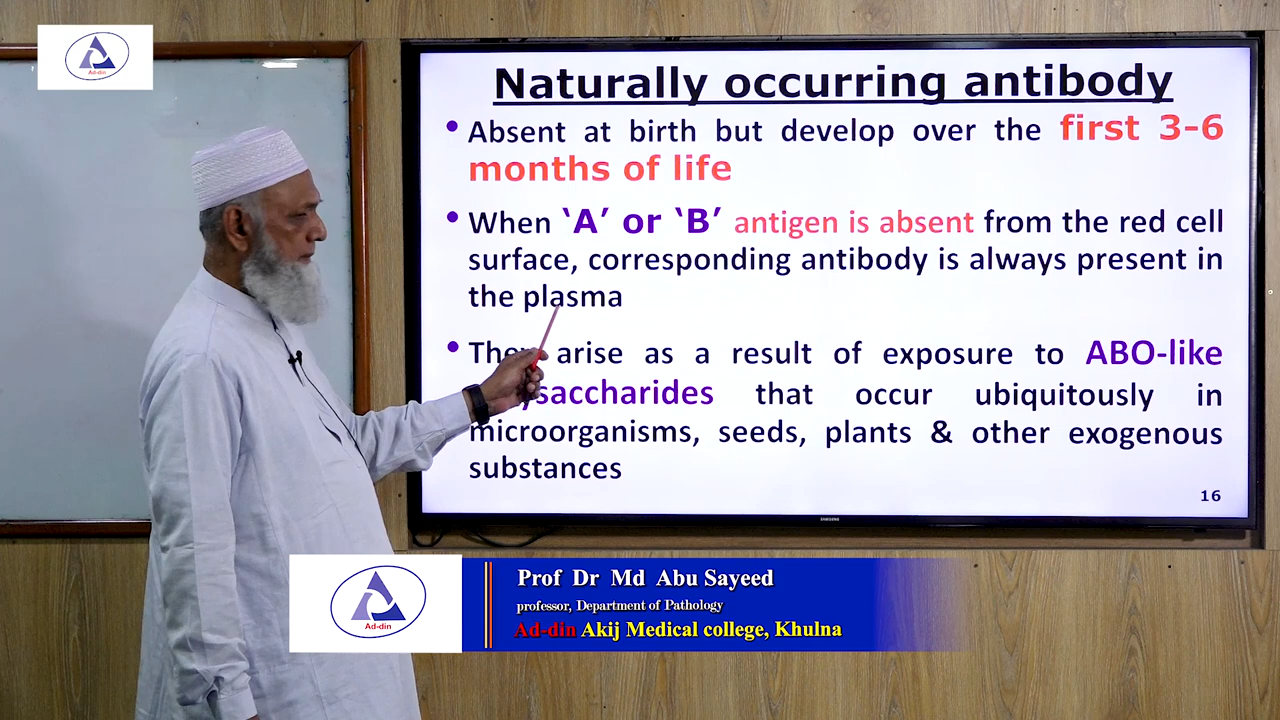 Ad-din
Naturally occurring antibody
• Absent at birth but develop over the first 3-6
months of life
• When ‘A’ or ‘B’ antigen is absent from the red cell
surface, corresponding antibody is always present in
the plasma
• arise as a result of exposure to ABO-like
that occur ubiquitously in
microorganisms, seeds, plants & other exogenous
substances
16
SAMSUNG
Ad-din
Prof Dr Md Abu Sayeed
professor, Department of Pathology
Ad-din Akij Medical college, Khulna